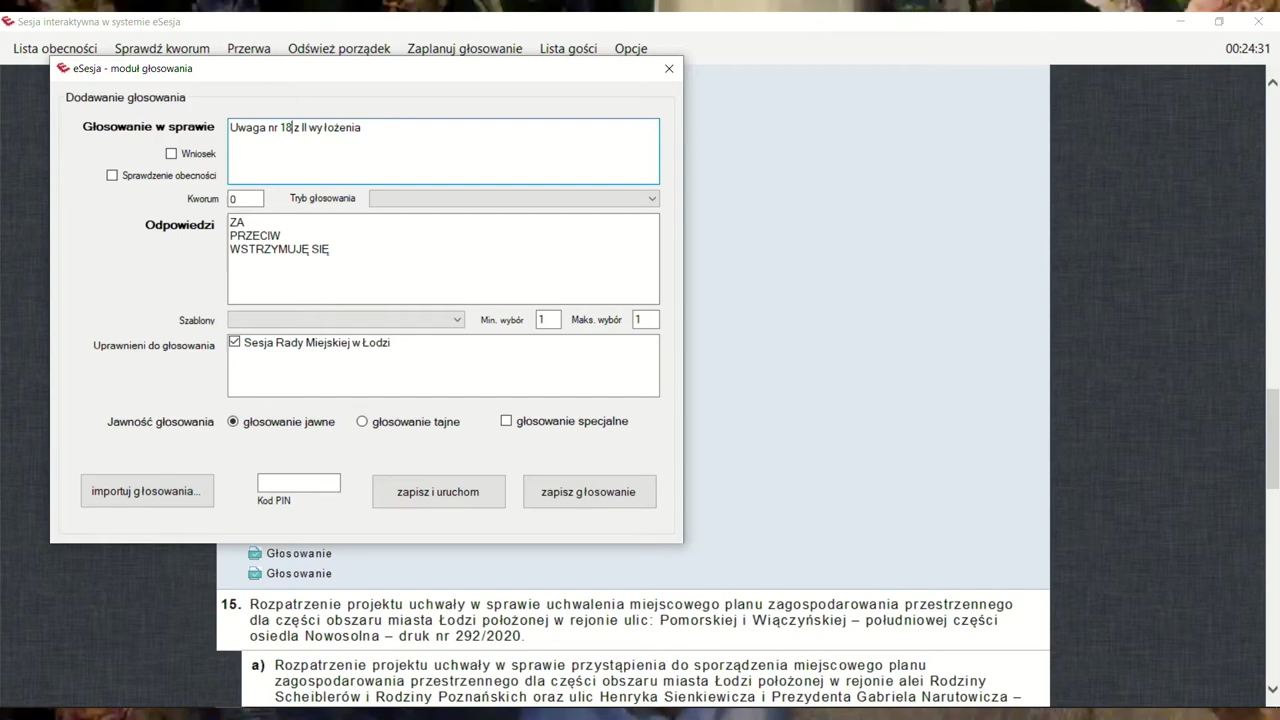 Sesja interaktywna w systemie eSesja
Lista obecności Sprawdź kworum Przerwa Odśwież porządek Zaplanuj głosowanie Lista gości Opcje 00:24:31
eSesja - moduł głosowania
Dodawanie głosowania
Głosowanie w sprawie Uwaga nr 18 z II wyłożenia
Wniosek
Sprawdzenie obecności
Kworum 0 Tryb głosowania
Odpowiedzi ZA
PRZECIW
WSTRZYMUJĘ SIĘ
Szablony Min. wybór 1 Maks. wybór 1
Uprawnieni do głosowania Sesja Rady Miejskiej w Łodzi
Jawność głosowania głosowanie jawne głosowanie tajne głosowanie specjalne
importuj głosowania... zapisz i uruchom zapisz głosowanie
Kod PIN
Głosowanie
Głosowanie
15. Rozpatrzenie projektu uchwały w sprawie uchwalenia miejscowego planu zagospodarowania przestrzennego
dla części obszaru miasta Łodzi położonej w rejonie ulic: Pomorskiej i Wiączyńskiej – południowej części
osiedla Nowosolna – druk nr 292/2020.
a) Rozpatrzenie projektu uchwały w sprawie przystąpienia do sporządzenia miejscowego planu
zagospodarowania przestrzennego dla części obszaru miasta Łodzi położonej w rejonie alei Rodziny
Scheiblerów i Rodziny Poznańskich oraz ulic Henryka Sienkiewicza i Prezydenta Gabriela Narutowicza –